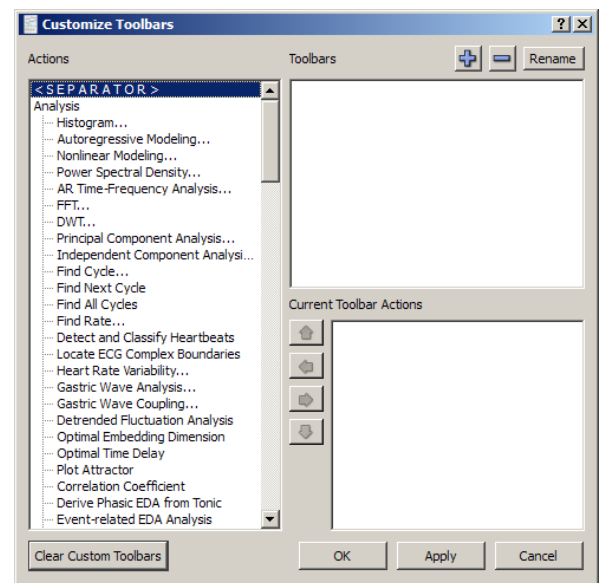 Customize Toolbars
Actions
Toolbars
Rename
<SEPARATOR>
Analysis
Histogram...
Autoregressive Modeling...
Nonlinear Modeling...
Power Spectral Density...
AR Time-Frequency Analysis...
FFT...
DWT...
Principal Component Analysis...
Independent Component Analysi...
Find Cycle...
Find Next Cycle
Find All Cycles
Find Rate...
Detect and Classify Heartbeats
Locate ECG Complex Boundaries
Heart Rate Variability...
Gastric Wave Analysis...
Gastric Wave Coupling...
Detrended Fluctuation Analysis
Optimal Embedding Dimension
Optimal Time Delay
Plot Attractor
Correlation Coefficient
Derive Phasic EDA from Tonic
Event-related EDA Analysis
Current Toolbar Actions
Clear Custom Toolbars
OK
Apply
Cancel